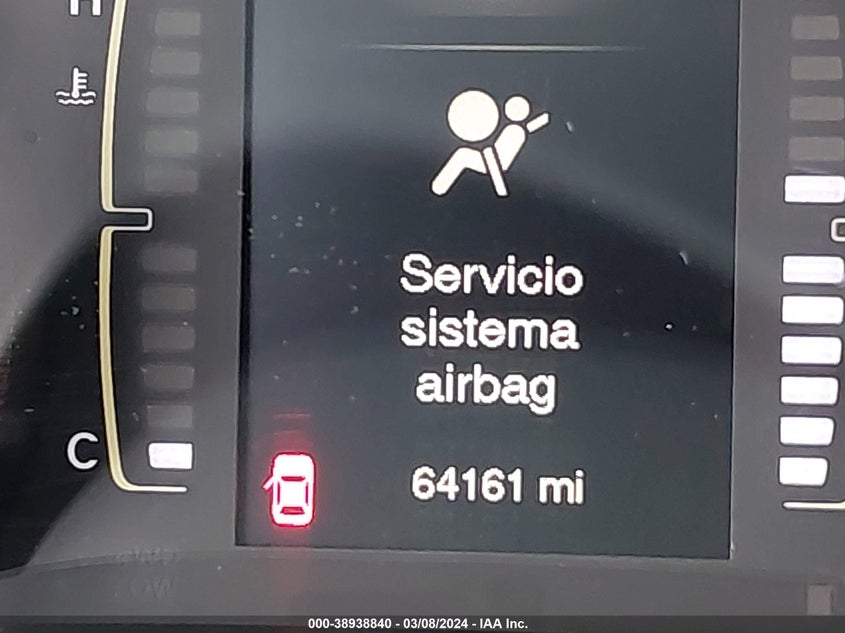 H
Servicio
sistema
airbag
C
64161 mi
000-38938840 - 03/08/2024 - IAA Inc.